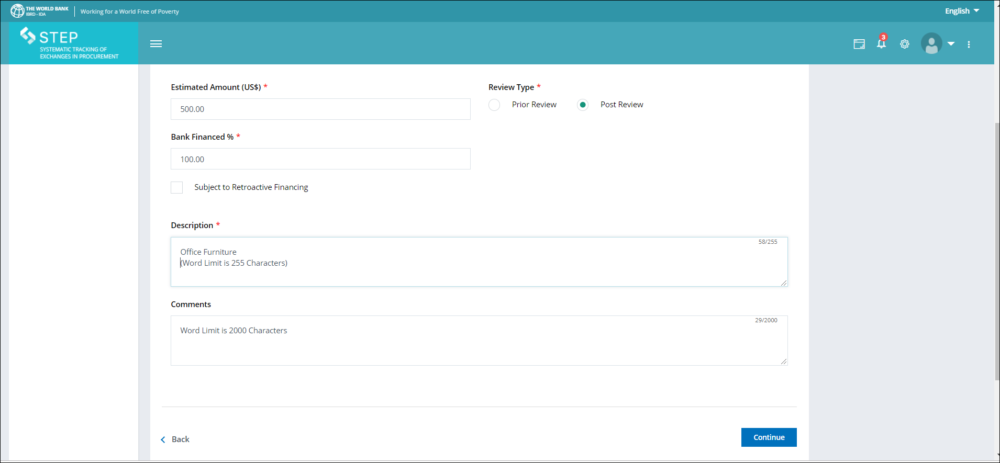 THE WORLD BANK
IBRD - IDA
Working for a World Free of Poverty
English
STEP
SYSTEMATIC TRACKING OF
EXCHANGES IN PROCUREMENT
3
Estimated Amount (US$) *
500.00
Review Type *
Prior Review
Post Review
Bank Financed % *
100.00
Subject to Retroactive Financing
Description *
58/255
Office Furniture
(Word Limit is 255 Characters)
Comments
29/2000
Word Limit is 2000 Characters
Back
Continue